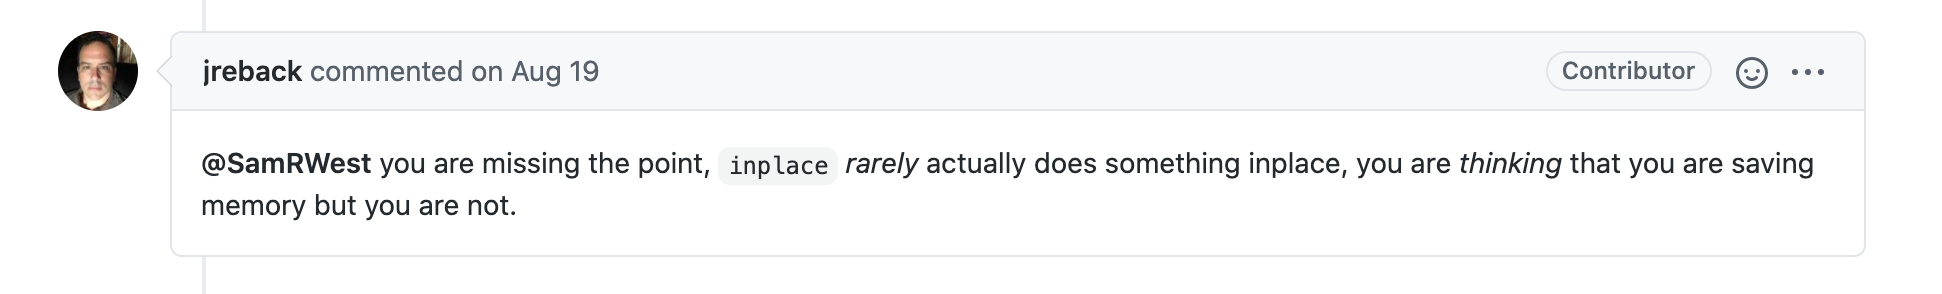 jreback commented on Aug 19
Contributor
@SamRWest you are missing the point, inplace rarely actually does something inplace, you are thinking that you are saving
memory but you are not.